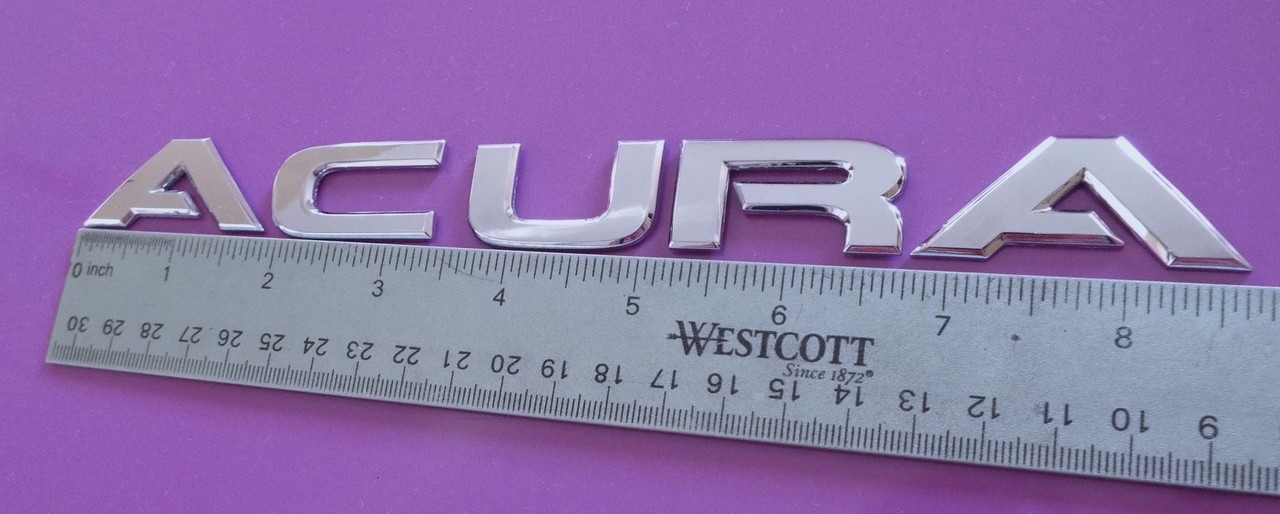 ACURA
0 inch 1 2 3 4 5 6 7 8
WESTCOTT
Since 1872®
30 29 28 27 26 25 24 23 22 21 20 19 18 17 16 15 14 13 12 11 10 9